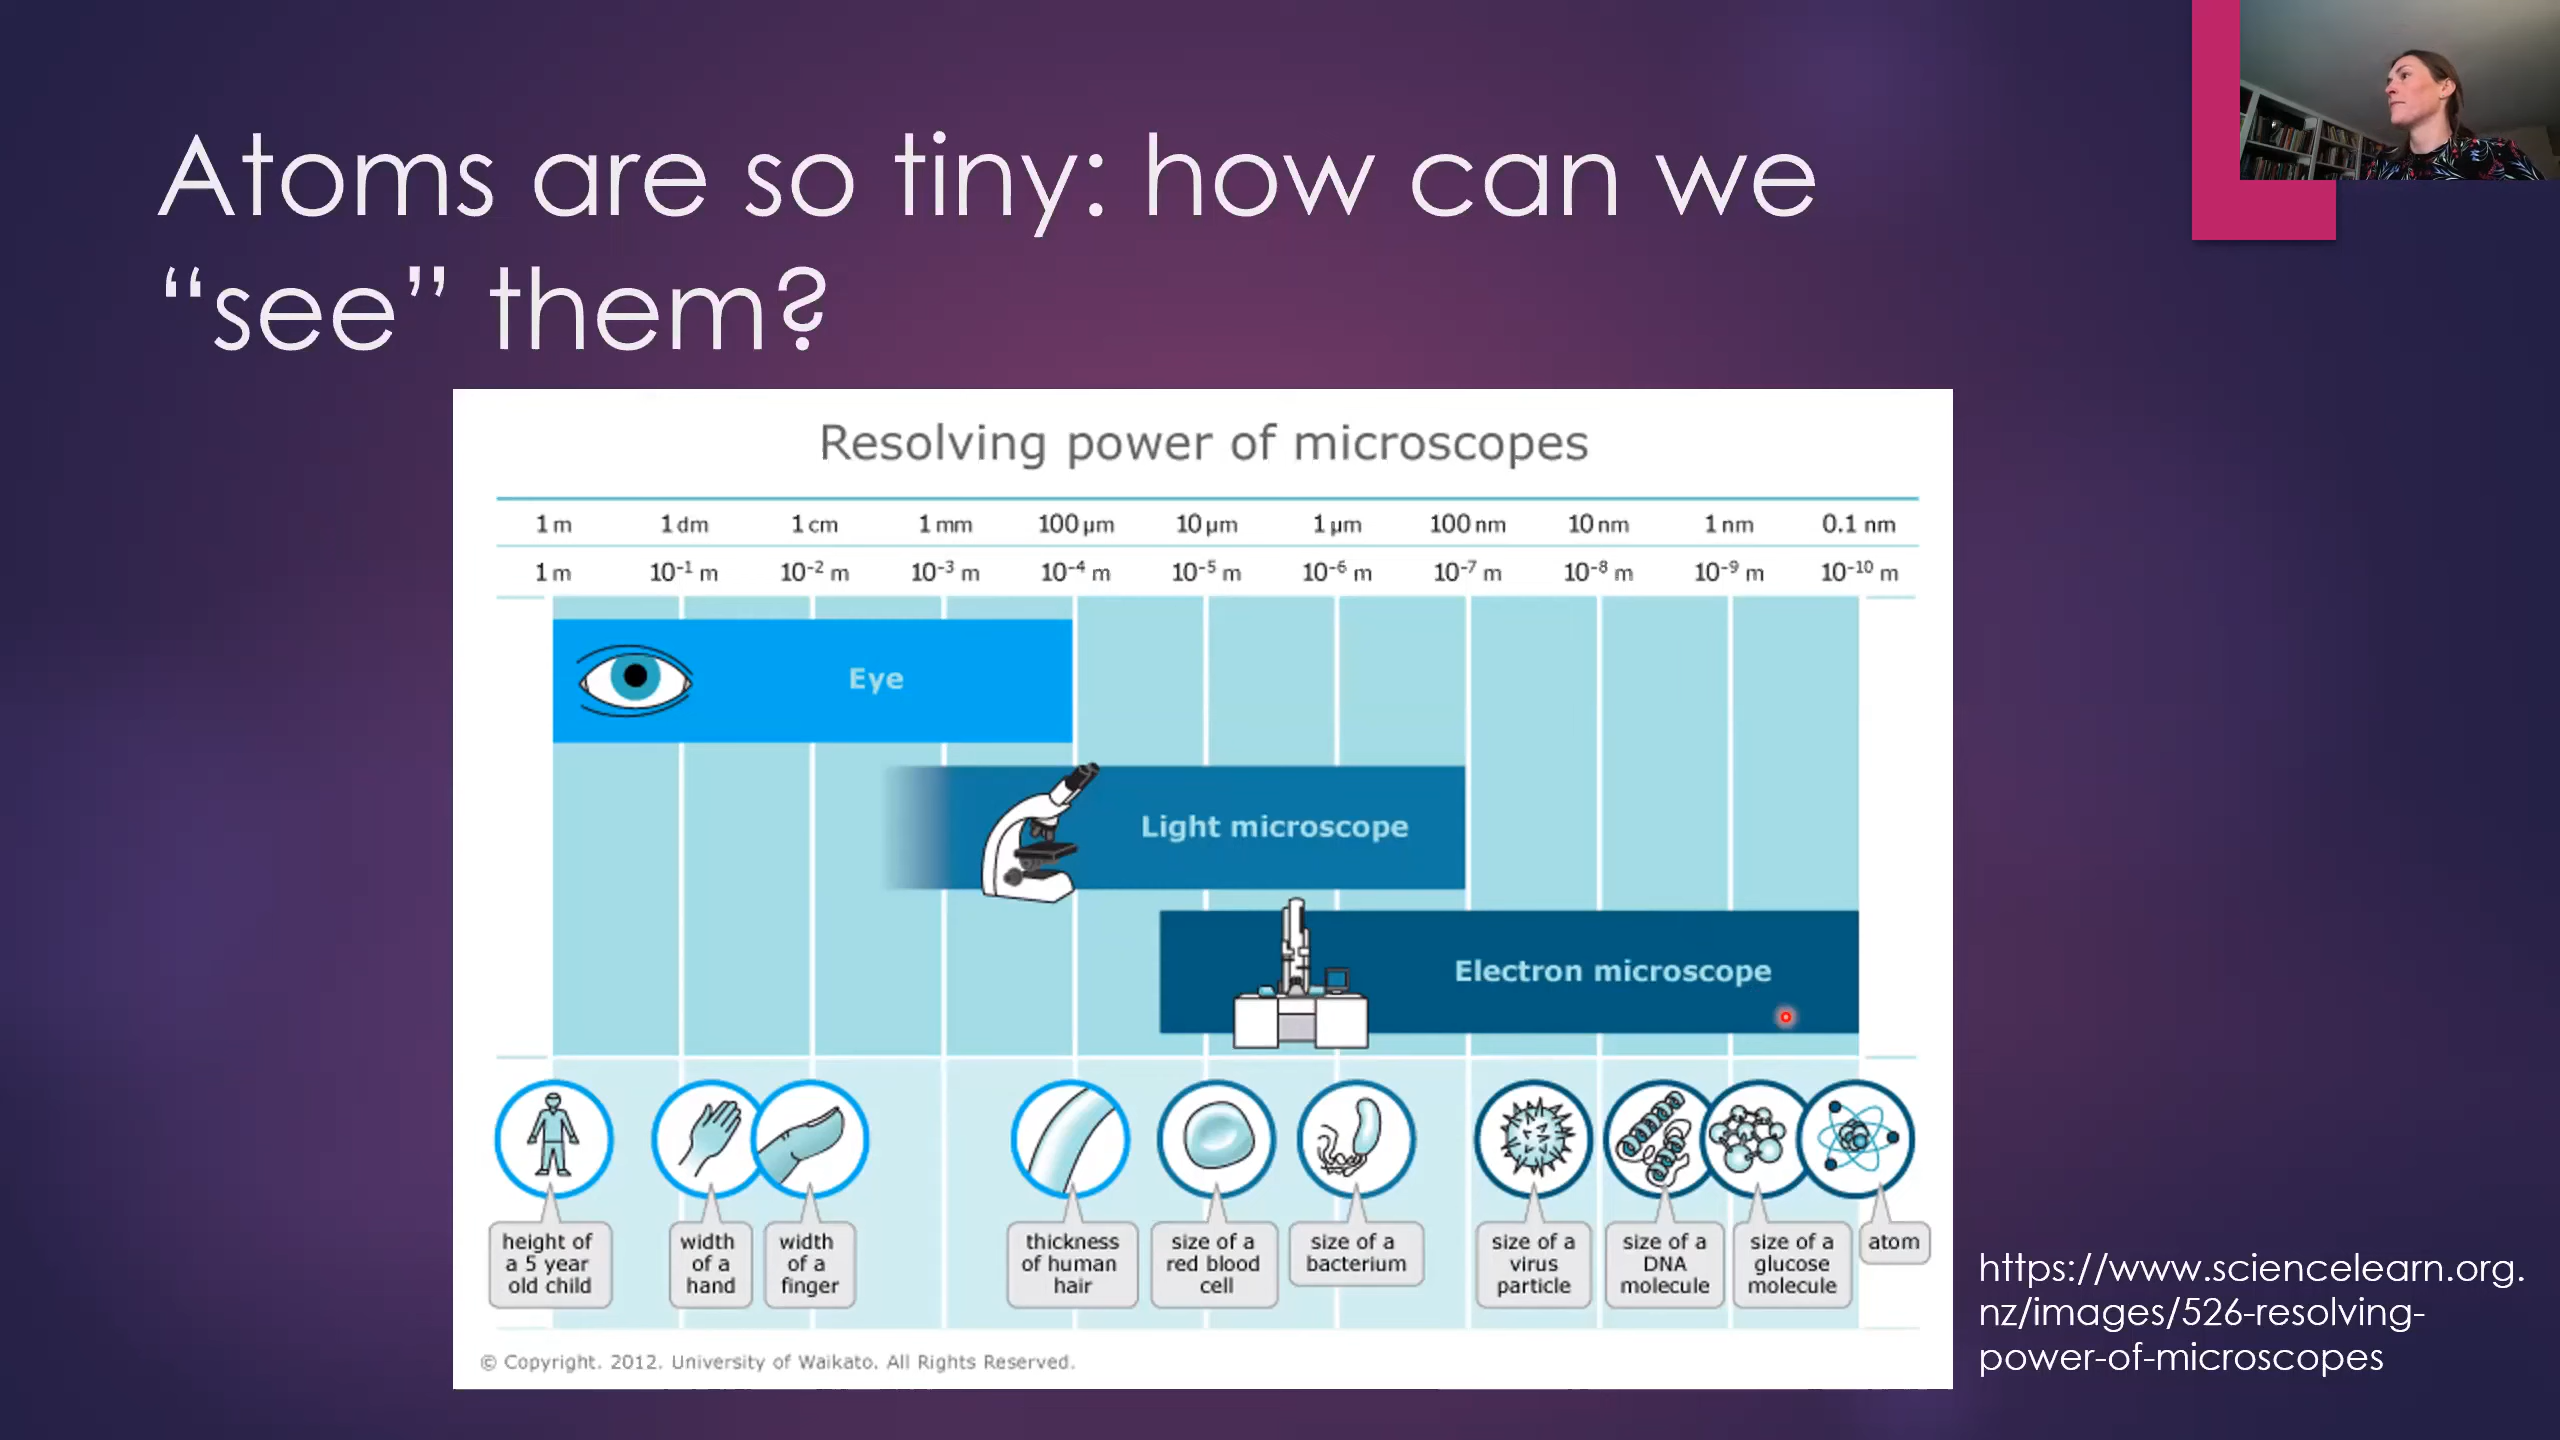 Atoms are so tiny: how can we
“see” them?
Resolving power of microscopes
1 m 1 dm 1 cm 1 mm 100 µm 10 µm 1 µm 100 nm 10 nm 1 nm 0.1 nm
1 m 10⁻¹ m 10⁻² m 10⁻³ m 10⁻⁴ m 10⁻⁵ m 10⁻⁶ m 10⁻⁷ m 10⁻⁸ m 10⁻⁹ m 10⁻¹⁰ m
Eye
Light microscope
Electron microscope
height of
a 5 year
old child
width
of a
hand
width
of a
finger
thickness
of human
hair
size of a
red blood
cell
size of a
bacterium
size of a
virus
particle
size of a
DNA
molecule
size of a
glucose
molecule
atom
© Copyright. 2012. University of Waikato. All Rights Reserved.
https://www.sciencelearn.org.
nz/images/526-resolving-
power-of-microscopes